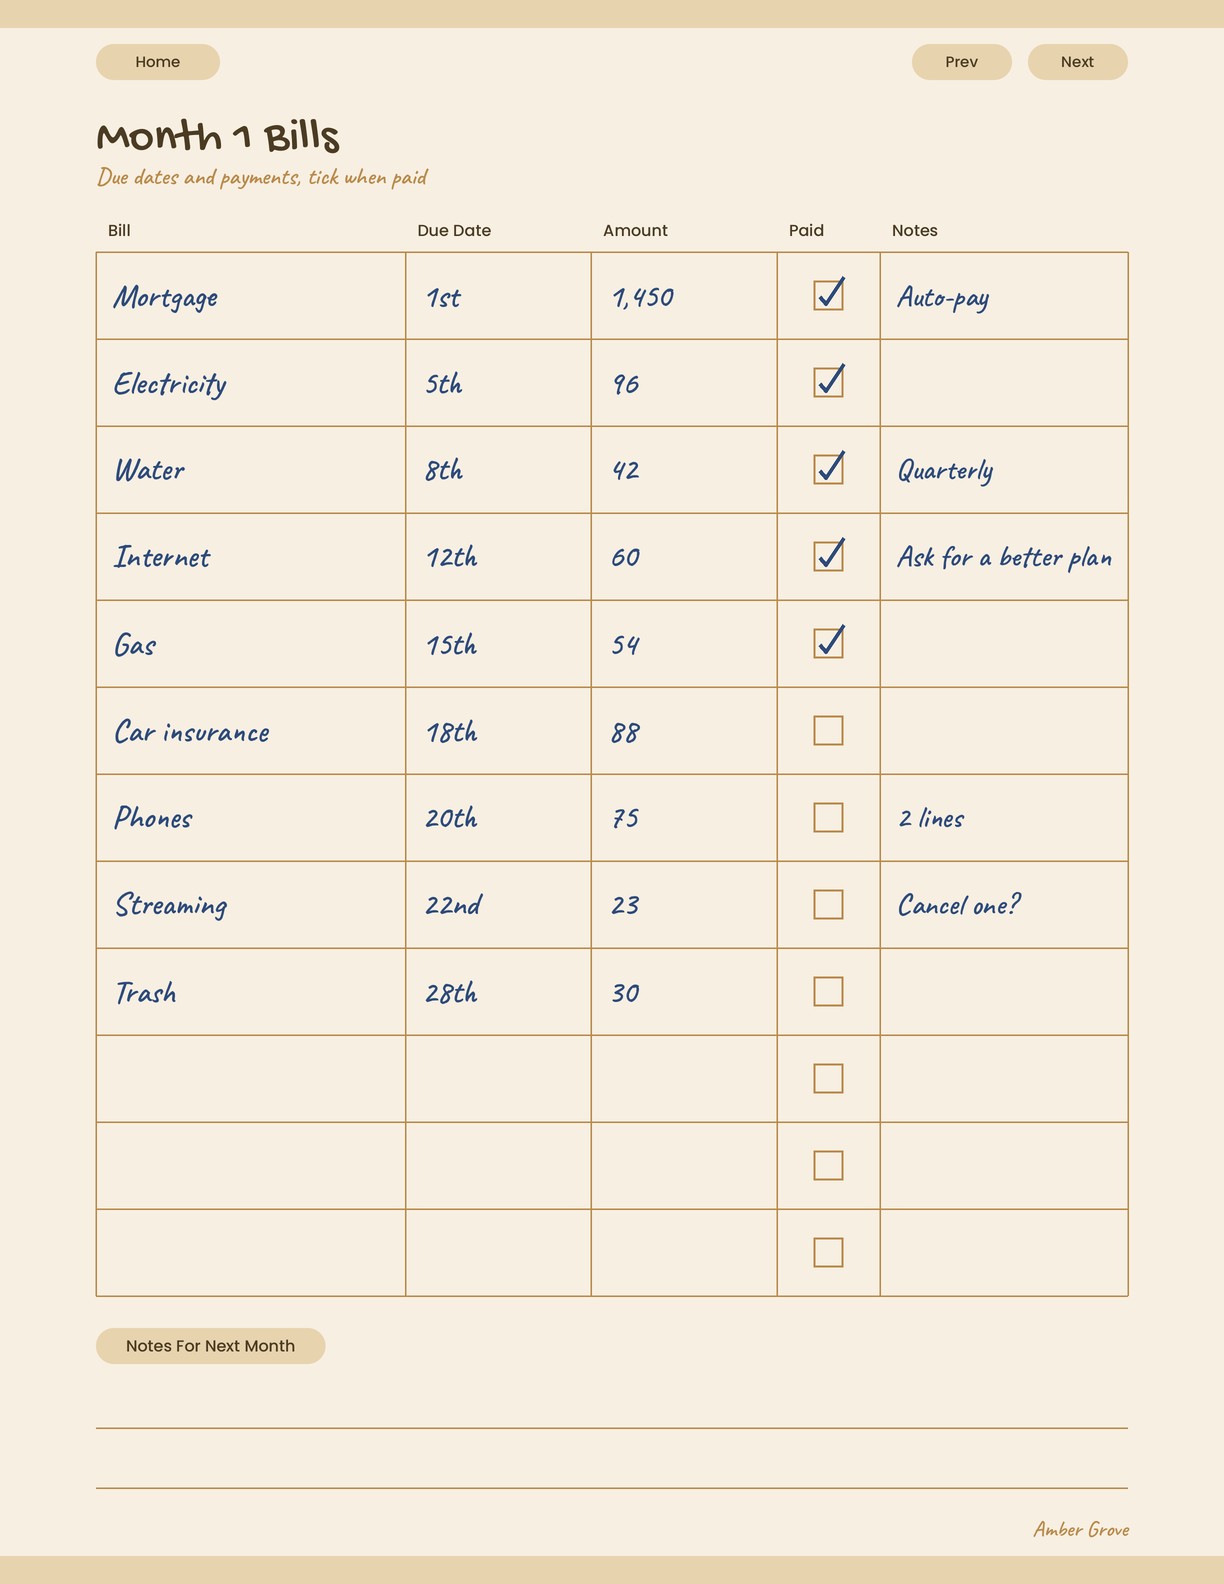 Home Prev Next
Month 1 Bills
Due dates and payments, tick when paid
Bill Due Date Amount Paid Notes
Mortgage 1st 1,450 Auto-pay
Electricity 5th 96
Water 8th 42 Quarterly
Internet 12th 60 Ask for a better plan
Gas 15th 54
Car insurance 18th 88
Phones 20th 75 2 lines
Streaming 22nd 23 Cancel one?
Trash 28th 30
Notes For Next Month
Amber Grove